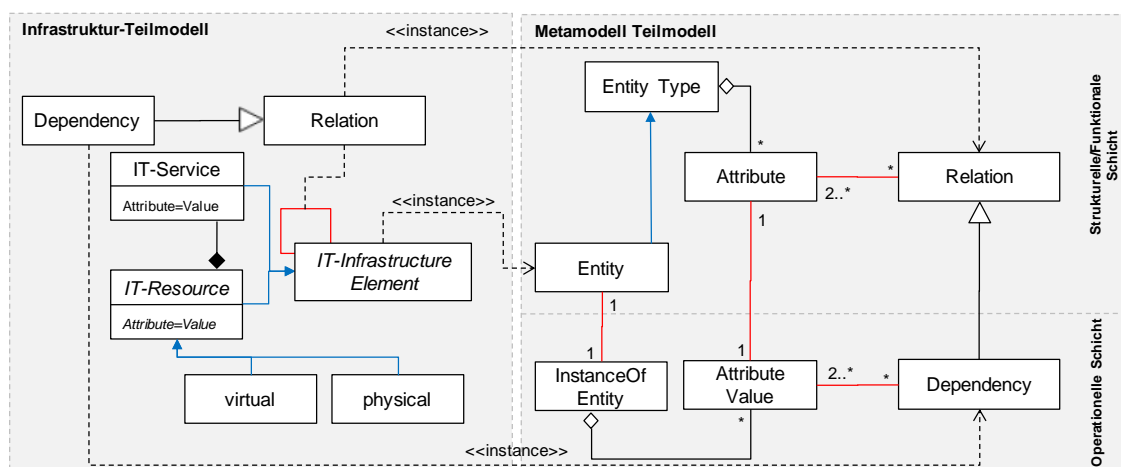 Infrastruktur-Teilmodell
<<instance>>
Metamodell Teilmodell
Entity Type
Dependency
Relation
*
IT-Service
Attribute=Value
Attribute
2..*
*
Relation
1
<<instance>>
IT-Infrastructure
Element
Entity
IT-Resource
Attribute=Value
1
1
1
virtual
physical
InstanceOf
Entity
Attribute
Value
2..*
*
Dependency
*
<<instance>>
Strukturelle/Funktionale
Schicht
Operationelle Schicht